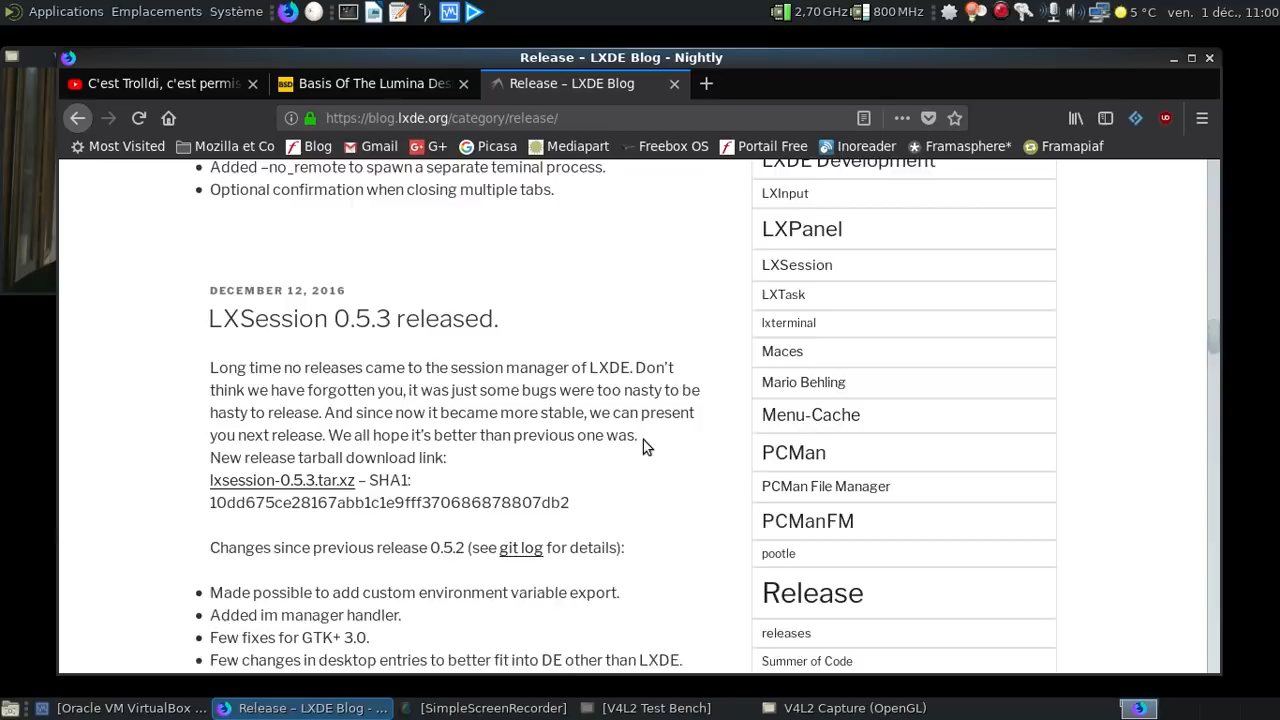 Applications Emplacements Système 2,70 GHz 800 MHz 5 °C ven. 1 déc., 11:00
Release – LXDE Blog - Nightly
C'est Trolldi, c'est permis Basis Of The Lumina Des Release – LXDE Blog
https://blog.lxde.org/category/release/
Most Visited Mozilla et Co Blog Gmail G+ Picasa Mediapart Freebox OS Portail Free Inoreader Framasphere* Framapiaf
Added –no_remote to spawn a separate teminal process.
Optional confirmation when closing multiple tabs.
DECEMBER 12, 2016
LXSession 0.5.3 released.
Long time no releases came to the session manager of LXDE. Don't
think we have forgotten you, it was just some bugs were too nasty to be
hasty to release. And since now it became more stable, we can present
you next release. We all hope it's better than previous one was.
New release tarball download link:
lxsession-0.5.3.tar.xz – SHA1:
10dd675ce28167abb1c1e9fff370686878807db2
Changes since previous release 0.5.2 (see git log for details):
Made possible to add custom environment variable export.
Added im manager handler.
Few fixes for GTK+ 3.0.
Few changes in desktop entries to better fit into DE other than LXDE.
LXDE Development
LXInput
LXPanel
LXSession
LXTask
lxterminal
Maces
Mario Behling
Menu-Cache
PCMan
PCMan File Manager
PCManFM
pootle
Release
releases
Summer of Code
[Oracle VM VirtualBox ... Release – LXDE Blog - ... [SimpleScreenRecorder] [V4L2 Test Bench] V4L2 Capture (OpenGL)